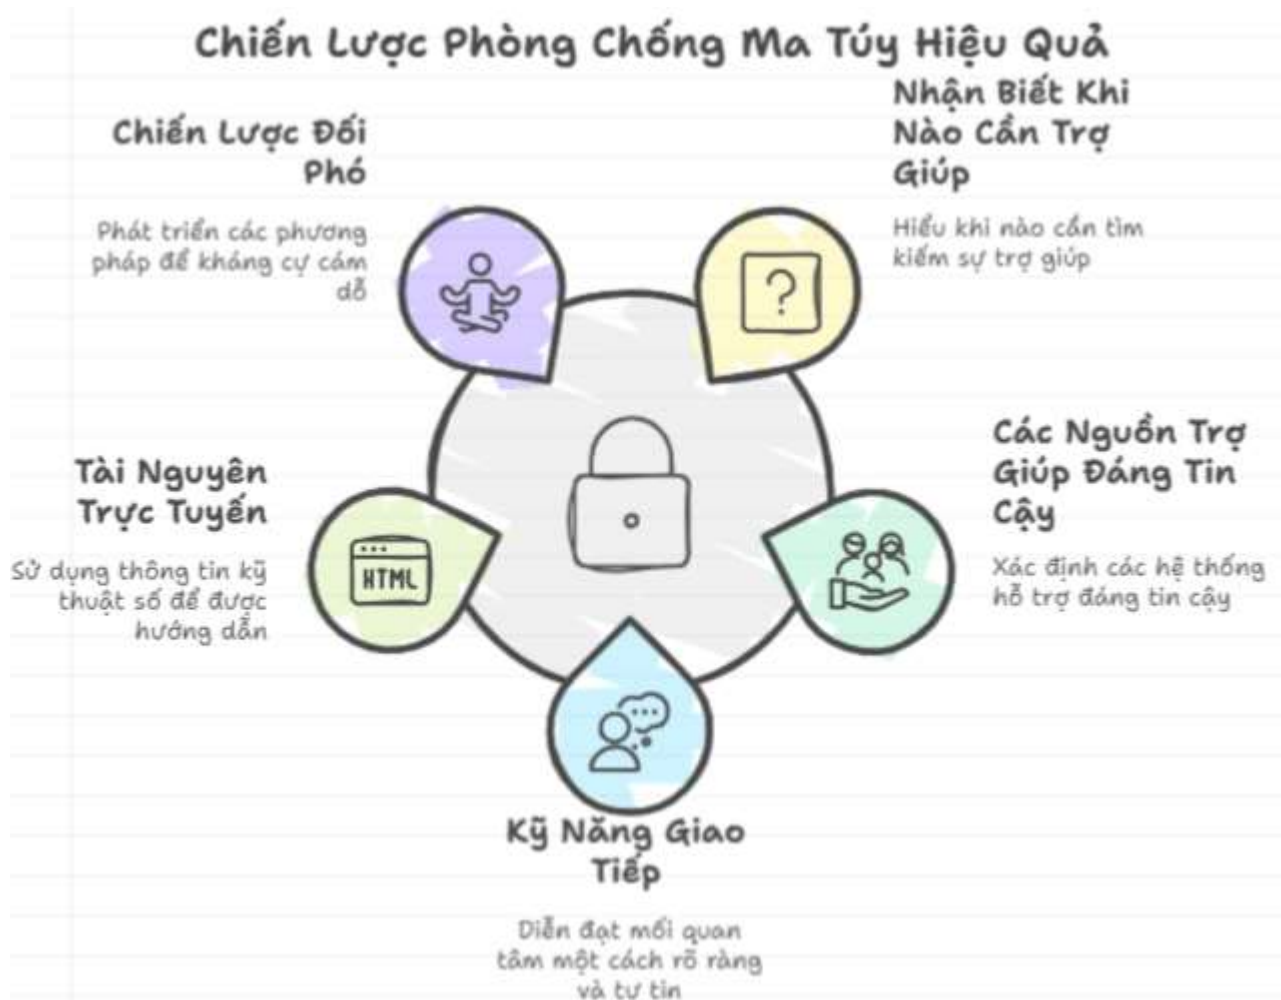 Chiến Lược Phòng Chống Ma Túy Hiệu Quả
Chiến Lược Đối
Phó
Phát triển các phương
pháp để kháng cự cám
dỗ
Nhận Biết Khi
Nào Cần Trợ
Giúp
Hiểu khi nào cần tìm
kiếm sự trợ giúp
Tài Nguyên
Trực Tuyến
Sử dụng thông tin kỹ
thuật số để được
hướng dẫn
HTML
?
Các Nguồn Trợ
Giúp Đáng Tin
Cậy
Xác định các hệ thống
hỗ trợ đáng tin cậy
Kỹ Năng Giao
Tiếp
Diễn đạt mối quan
tâm một cách rõ ràng
và tự tin